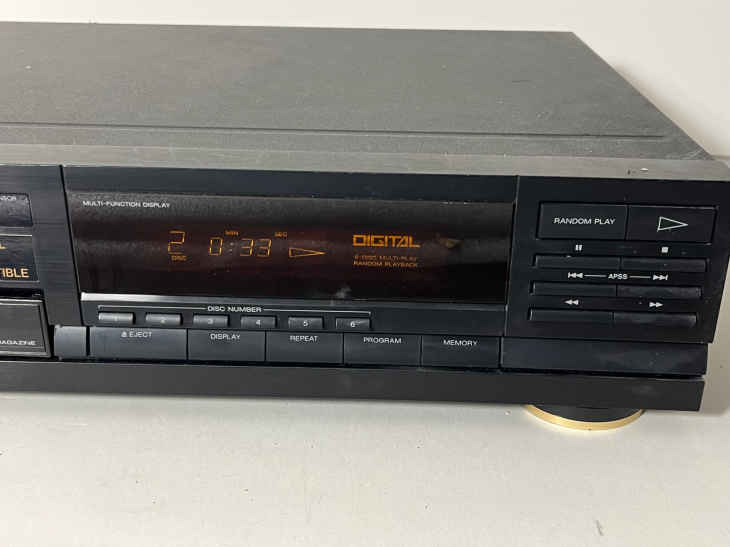 MULTI-FUNCTION DISPLAY
MIN SEC
2 0:33
DISC
DIGITAL
6-DISC MULTI-PLAY
RANDOM PLAYBACK
TIBLE
MAGAZINE
DISC NUMBER
1 2 3 4 5 6
EJECT DISPLAY REPEAT PROGRAM MEMORY
RANDOM PLAY
APSS